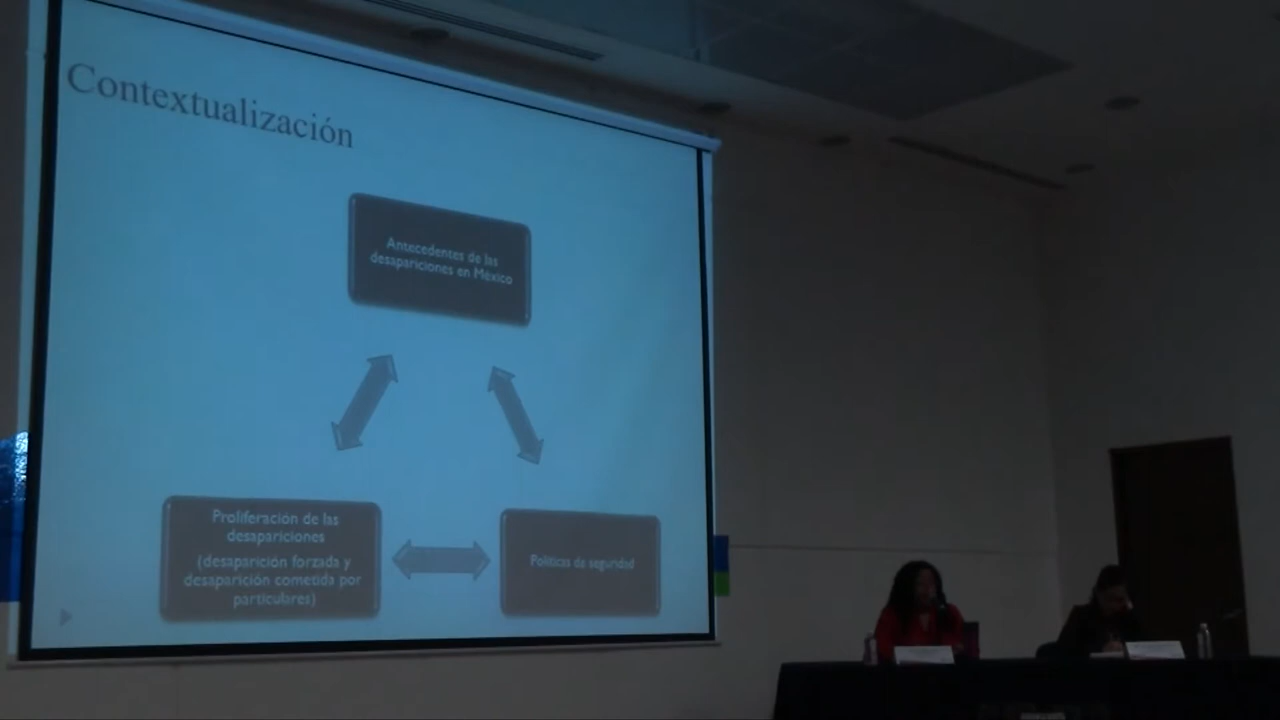 Contextualización
Antecedentes de las
desapariciones en México
Proliferación de las
desapariciones
(desaparición forzada y
desaparición cometida por
particulares)
Políticas de seguridad